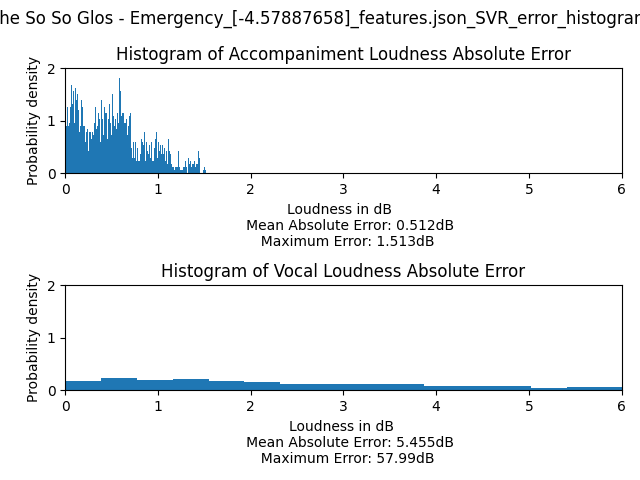 he So So Glos - Emergency_[-4.57887658]_features.json_SVR_error_histogram
Histogram of Accompaniment Loudness Absolute Error
Probability density
2
1
0
0 1 2 3 4 5 6
Loudness in dB
Mean Absolute Error: 0.512dB
Maximum Error: 1.513dB
Histogram of Vocal Loudness Absolute Error
Probability density
2
1
0
0 1 2 3 4 5 6
Loudness in dB
Mean Absolute Error: 5.455dB
Maximum Error: 57.99dB